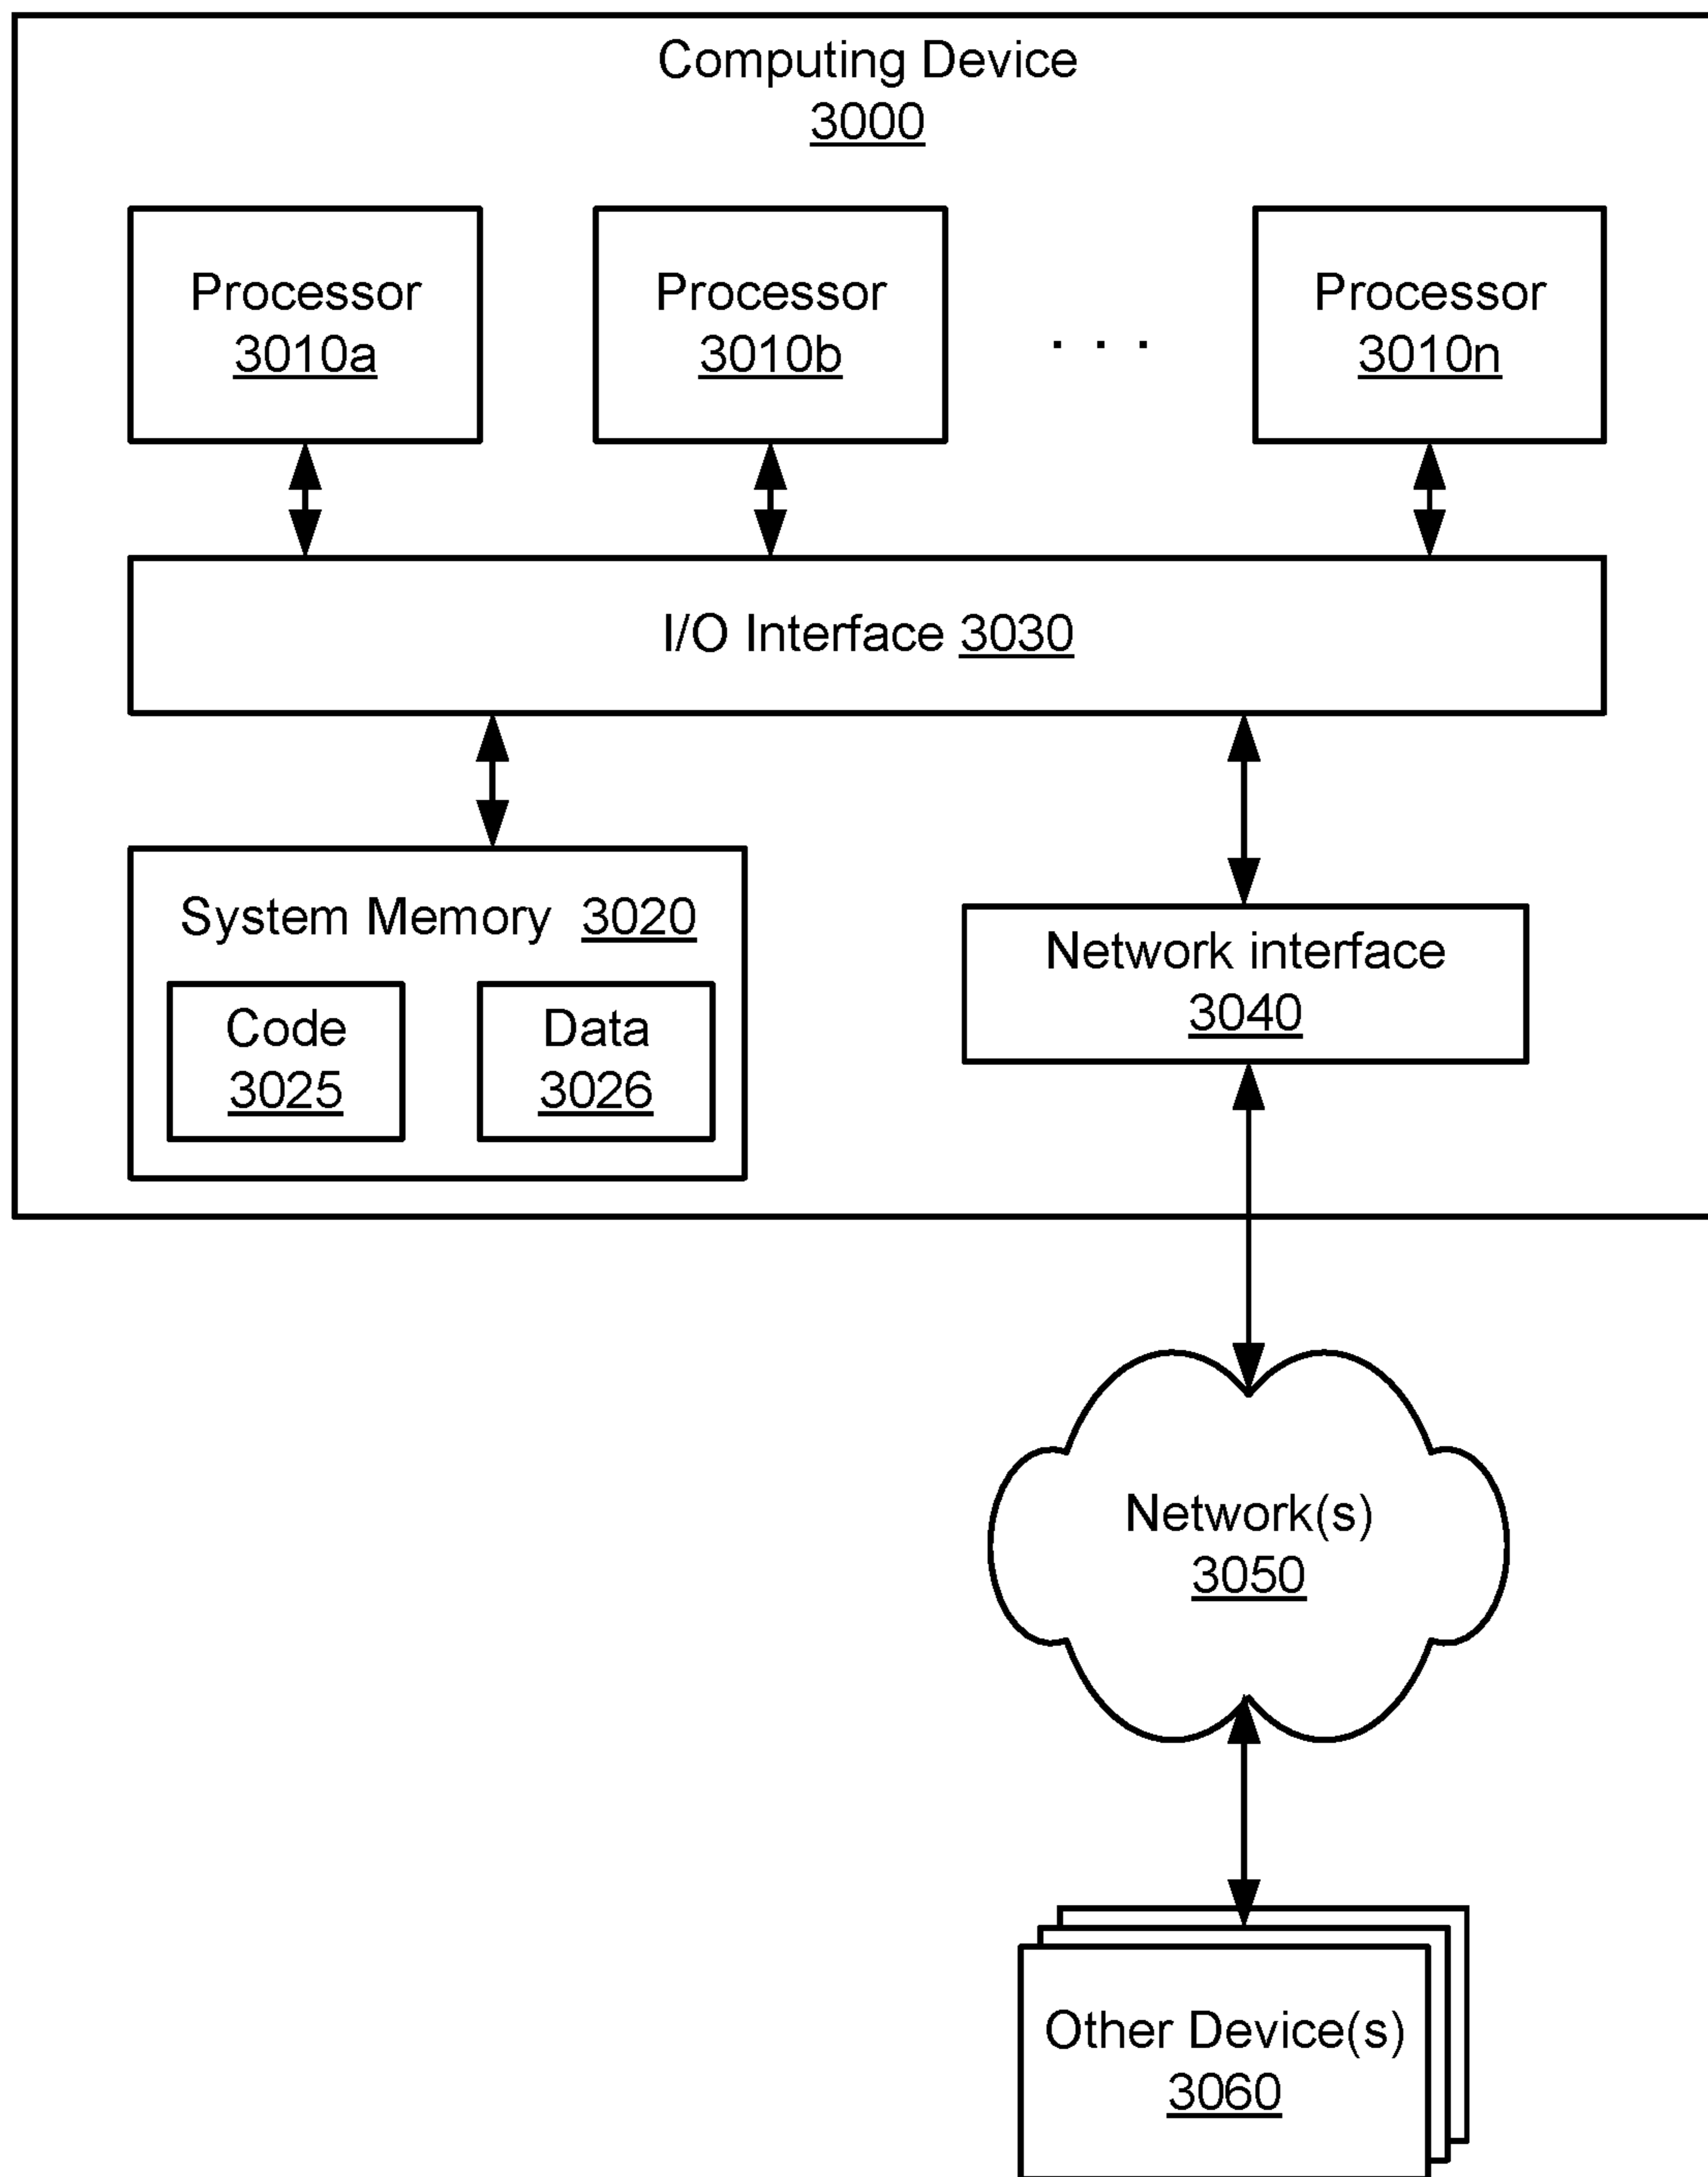 Computing Device
3000
Processor
3010a
Processor
3010b
. . .
Processor
3010n
I/O Interface 3030
System Memory 3020
Code
3025
Data
3026
Network interface
3040
Network(s)
3050
Other Device(s)
3060